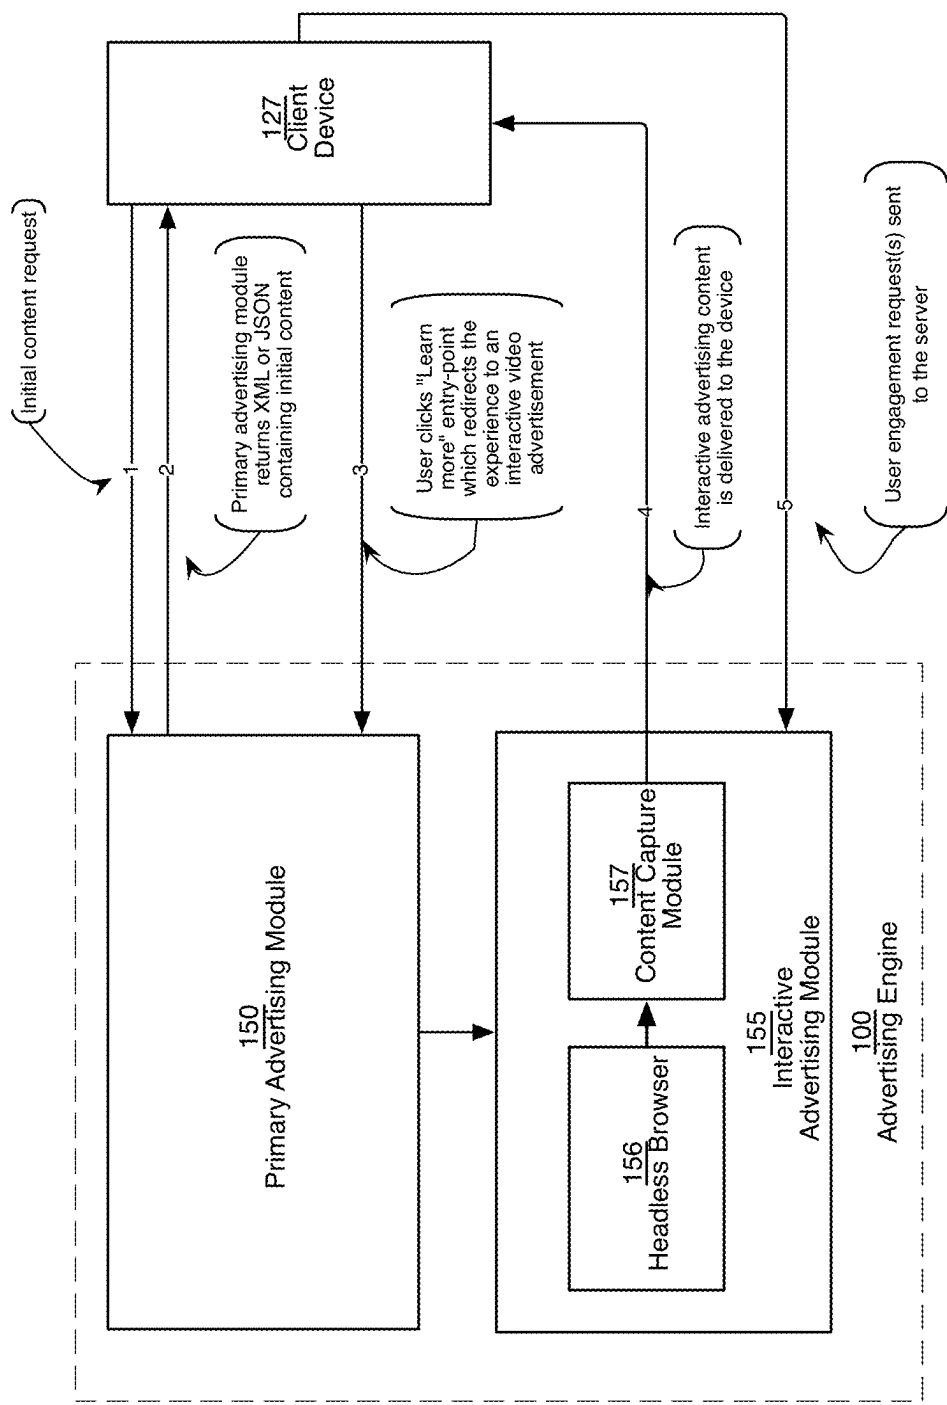 Initial content request
1
2
Primary advertising module
returns XML or JSON
containing initial content
127
Client
Device
3
User clicks "Learn
more" entry-point
which redirects the
experience to an
interactive video
advertisement
4
Interactive advertising content
is delivered to the device
5
User engagement request(s) sent
to the server
150
Primary Advertising Module
156
Headless Browser
157
Content Capture
Module
155
Interactive
Advertising Module
100
Advertising Engine